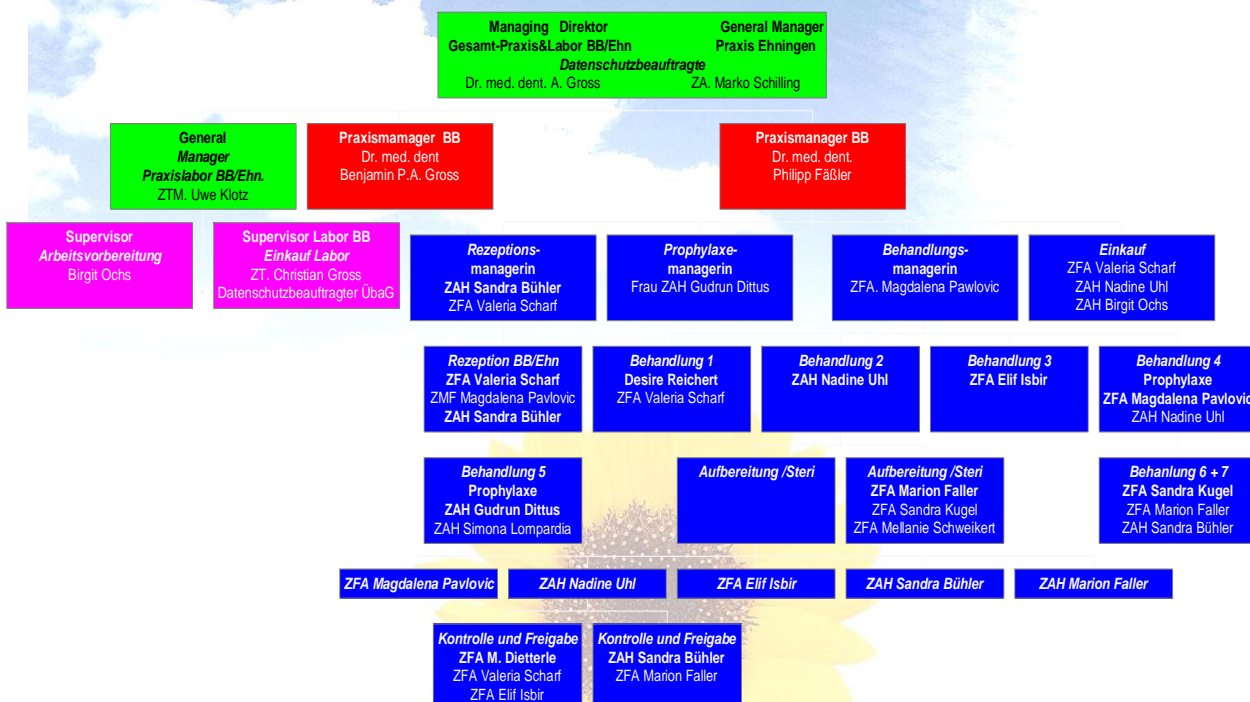 Managing Direktor General Manager
Gesamt-Praxis&Labor BB/Ehn Praxis Ehningen
Datenschutzbeauftragte
Dr. med. dent. A. Gross ZA. Marko Schilling
General
Manager
Praxislabor BB/Ehn.
ZTM. Uwe Klotz
Praxismamager BB
Dr. med. dent
Benjamin P.A. Gross
Praxismanager BB
Dr. med. dent.
Philipp Fäßler
Supervisor
Arbeitsvorbereitung
Birgit Ochs
Supervisor Labor BB
Einkauf Labor
ZT. Christian Gross
Datenschutzbeauftragter ÜbaG
Rezeptions-
managerin
ZAH Sandra Bühler
ZFA Valeria Scharf
Prophylaxe-
managerin
Frau ZAH Gudrun Dittus
Behandlungs-
managerin
ZFA. Magdalena Pawlovic
Einkauf
ZFA Valeria Scharf
ZAH Nadine Uhl
ZAH Birgit Ochs
Rezeption BB/Ehn
ZFA Valeria Scharf
ZMF Magdalena Pavlovic
ZAH Sandra Bühler
Behandlung 1
Desire Reichert
ZFA Valeria Scharf
Behandlung 2
ZAH Nadine Uhl
Behandlung 3
ZFA Elif Isbir
Behandlung 4
Prophylaxe
ZFA Magdalena Pavlovic
ZAH Nadine Uhl
Behandlung 5
Prophylaxe
ZAH Gudrun Dittus
ZAH Simona Lompardia
Aufbereitung /Steri
Aufbereitung /Steri
ZFA Marion Faller
ZFA Sandra Kugel
ZFA Mellanie Schweikert
Behanlung 6 + 7
ZFA Sandra Kugel
ZFA Marion Faller
ZAH Sandra Bühler
ZFA Magdalena Pavlovic
ZAH Nadine Uhl
ZFA Elif Isbir
ZAH Sandra Bühler
ZAH Marion Faller
Kontrolle und Freigabe
ZFA M. Dietterle
ZFA Valeria Scharf
ZFA Elif Isbir
Kontrolle und Freigabe
ZAH Sandra Bühler
ZFA Marion Faller